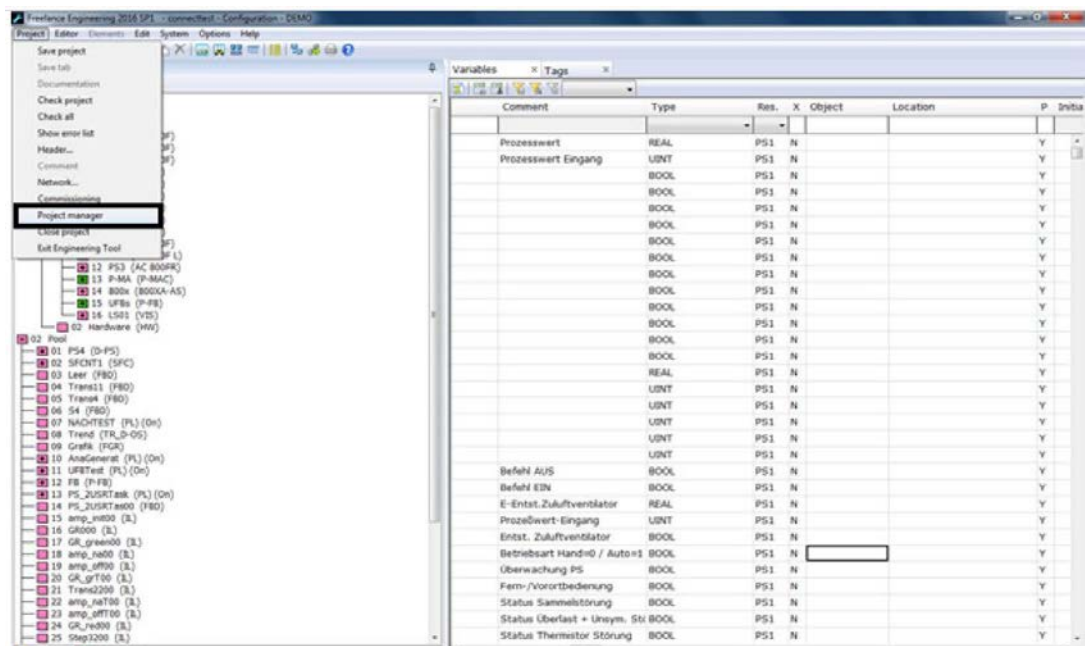 Freelance Engineering 2016 SP1 - connecttest - Configuration - DEMO
Project Editor Elements Edit System Options Help
Save project
Save tab
Documentation
Check project
Check all
Show error list
Header...
Comment
Network...
Commissioning
Project manager
Close project
Exit Engineering Tool
12 PS3 (AC 800FR)
13 P-MA (P-MAC)
14 800x (800XA-AS)
15 UFBs (P-FB)
16 LS01 (VIS)
02 Hardware (HW)
02 Pool
01 PS4 (D-PS)
02 SFCNT1 (SFC)
03 Leer (FBD)
04 Trans11 (FBD)
05 Trans4 (FBD)
06 S4 (FBD)
07 NACHTEST (PL)(On)
08 Trend (TR_D-OS)
09 Grafik (FGR)
10 AnaGenerat (PL)(On)
11 UFBTest (PL)(On)
12 FB (P-FB)
13 PS_2USRTask (PL)(On)
14 PS_2USRTas00 (FBD)
15 amp_init00 (IL)
16 GR000 (IL)
17 GR_green00 (IL)
18 amp_na00 (IL)
19 amp_off00 (IL)
20 GR_grT00 (IL)
21 Trans2200 (IL)
22 amp_naT00 (IL)
23 amp_offT00 (IL)
24 GR_red00 (IL)
25 Step3200 (IL)
Variables Tags
Comment Type Res. X Object Location P Initia
Prozesswert REAL PS1 N Y
Prozesswert Eingang UINT PS1 N Y
BOOL PS1 N Y
BOOL PS1 N Y
BOOL PS1 N Y
BOOL PS1 N Y
BOOL PS1 N Y
BOOL PS1 N Y
BOOL PS1 N Y
BOOL PS1 N Y
BOOL PS1 N Y
BOOL PS1 N Y
BOOL PS1 N Y
BOOL PS1 N Y
REAL PS1 N Y
UINT PS1 N Y
UINT PS1 N Y
UINT PS1 N Y
UINT PS1 N Y
UINT PS1 N Y
Befehl AUS BOOL PS1 N Y
Befehl EIN BOOL PS1 N Y
E-Entst.Zuluftventilator REAL PS1 N Y
Prozeßwert-Eingang UINT PS1 N Y
Entst. Zuluftventilator BOOL PS1 N Y
Betriebsart Hand=0 / Auto=1 BOOL PS1 N Y
Überwachung PS BOOL PS1 N Y
Fern-/Vorortbedienung BOOL PS1 N Y
Status Sammelstörung BOOL PS1 N Y
Status Überlast + Unsym. Stö BOOL PS1 N Y
Status Thermistor Störung BOOL PS1 N Y